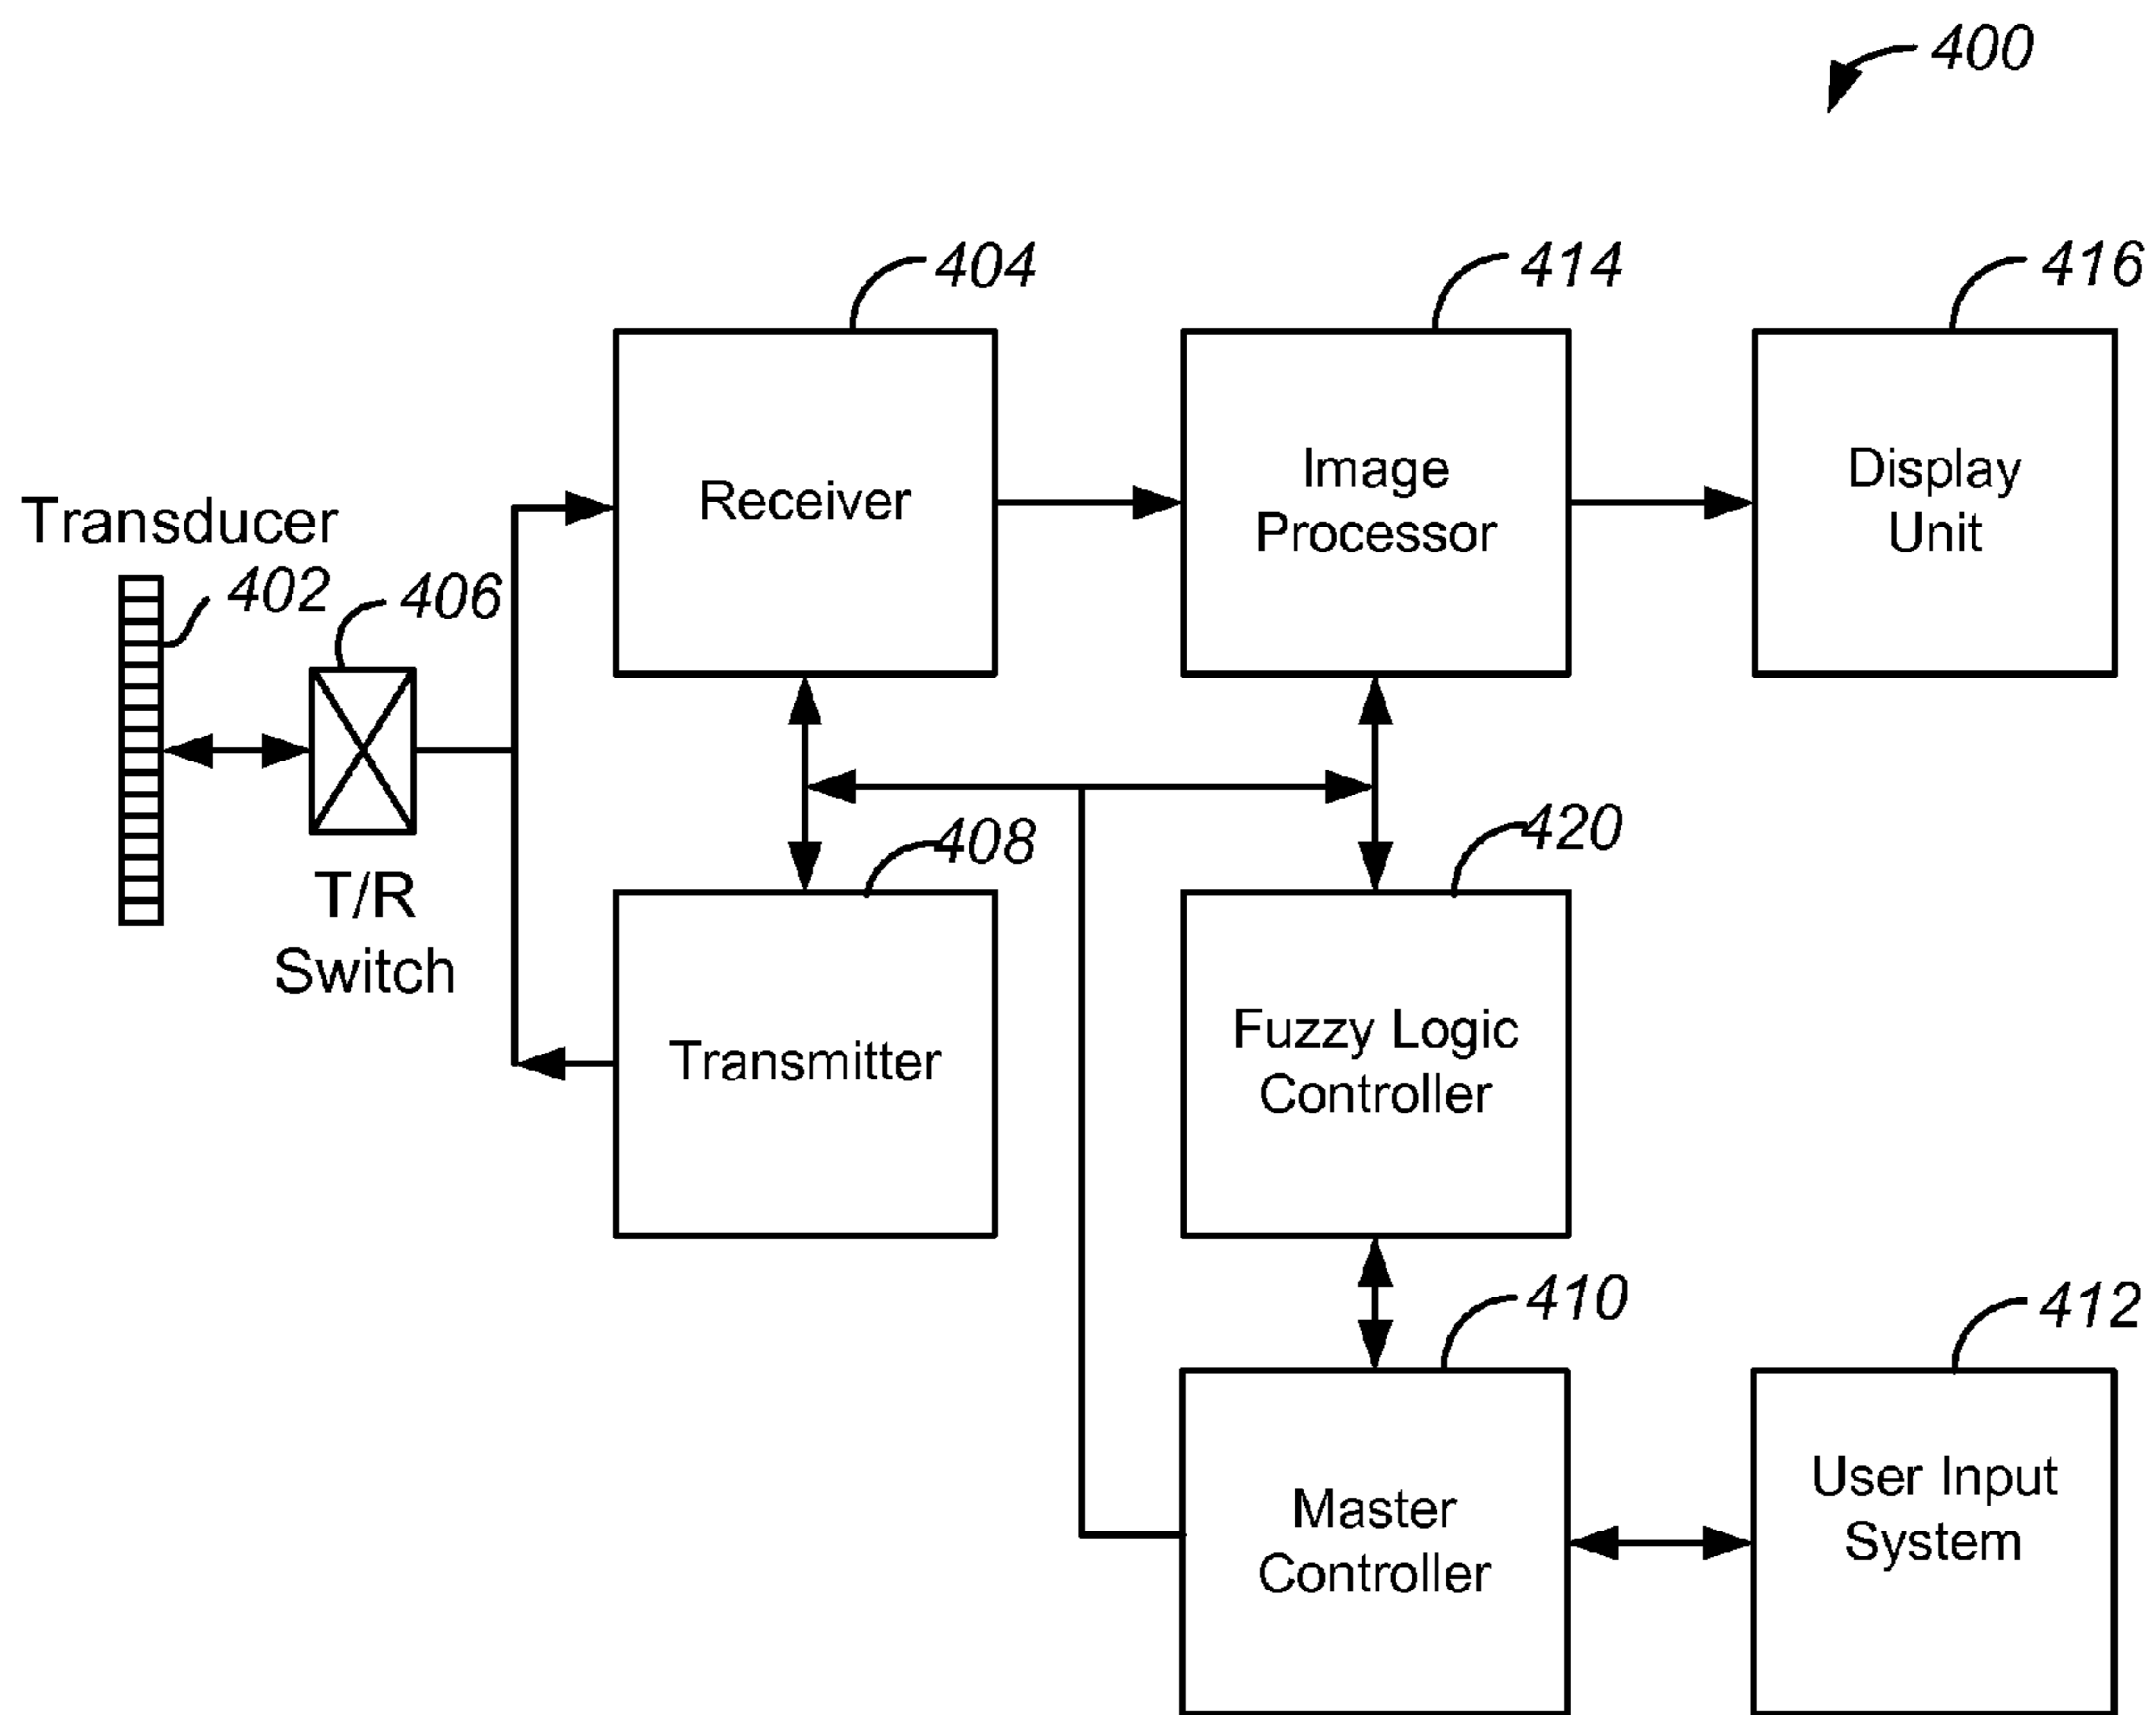 400
404
414
416
Receiver
Image
Processor
Display
Unit
Transducer
402
406
T/R
Switch
408
420
Transmitter
Fuzzy Logic
Controller
410
412
Master
Controller
User Input
System